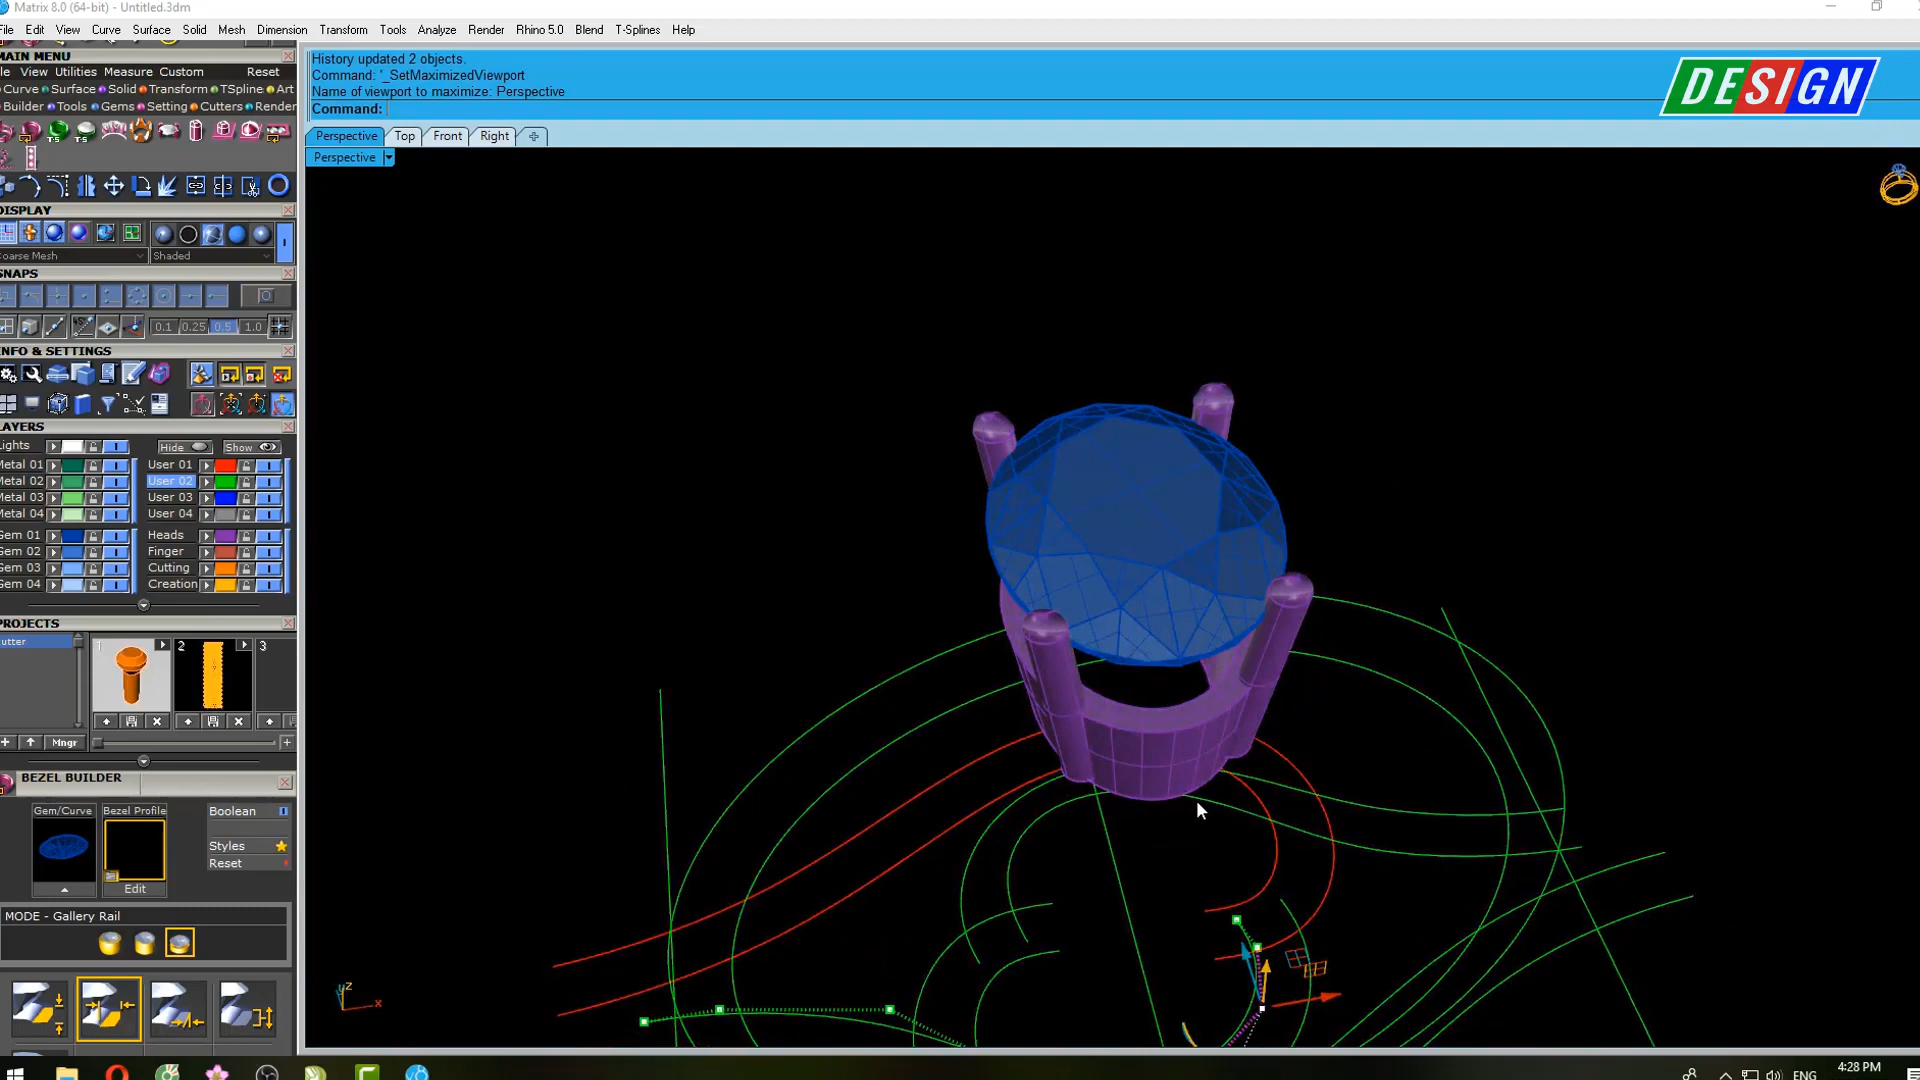 Matrix 8.0 (64-bit) - Untitled.3dm
File Edit View Curve Surface Solid Mesh Dimension Transform Tools Analyze Render Rhino 5.0 Blend T-Splines Help
MAIN MENU
View Utilities Measure Custom Reset
Curve Surface Solid Transform TSpline Art
Builder Tools Gems Setting Cutters Render
T-S T-S
DISPLAY
Coarse Mesh Shaded
SNAPS
0.1 0.25 0.5 1.0
INFO & SETTINGS
LAYERS
Lights Hide Show
Metal 01 User 01
Metal 02 User 02
Metal 03 User 03
Metal 04 User 04
Gem 01 Heads
Gem 02 Finger
Gem 03 Cutting
Gem 04 Creation
PROJECTS
utter 1 2 3
Mngr
BEZEL BUILDER
Gem/Curve Bezel Profile Boolean
Styles
Reset
Edit
MODE - Gallery Rail
History updated 2 objects.
Command: '_SetMaximizedViewport
Name of viewport to maximize: Perspective
Command:
Perspective Top Front Right
Perspective
DESIGN
z
y
x
ENG
4:28 PM